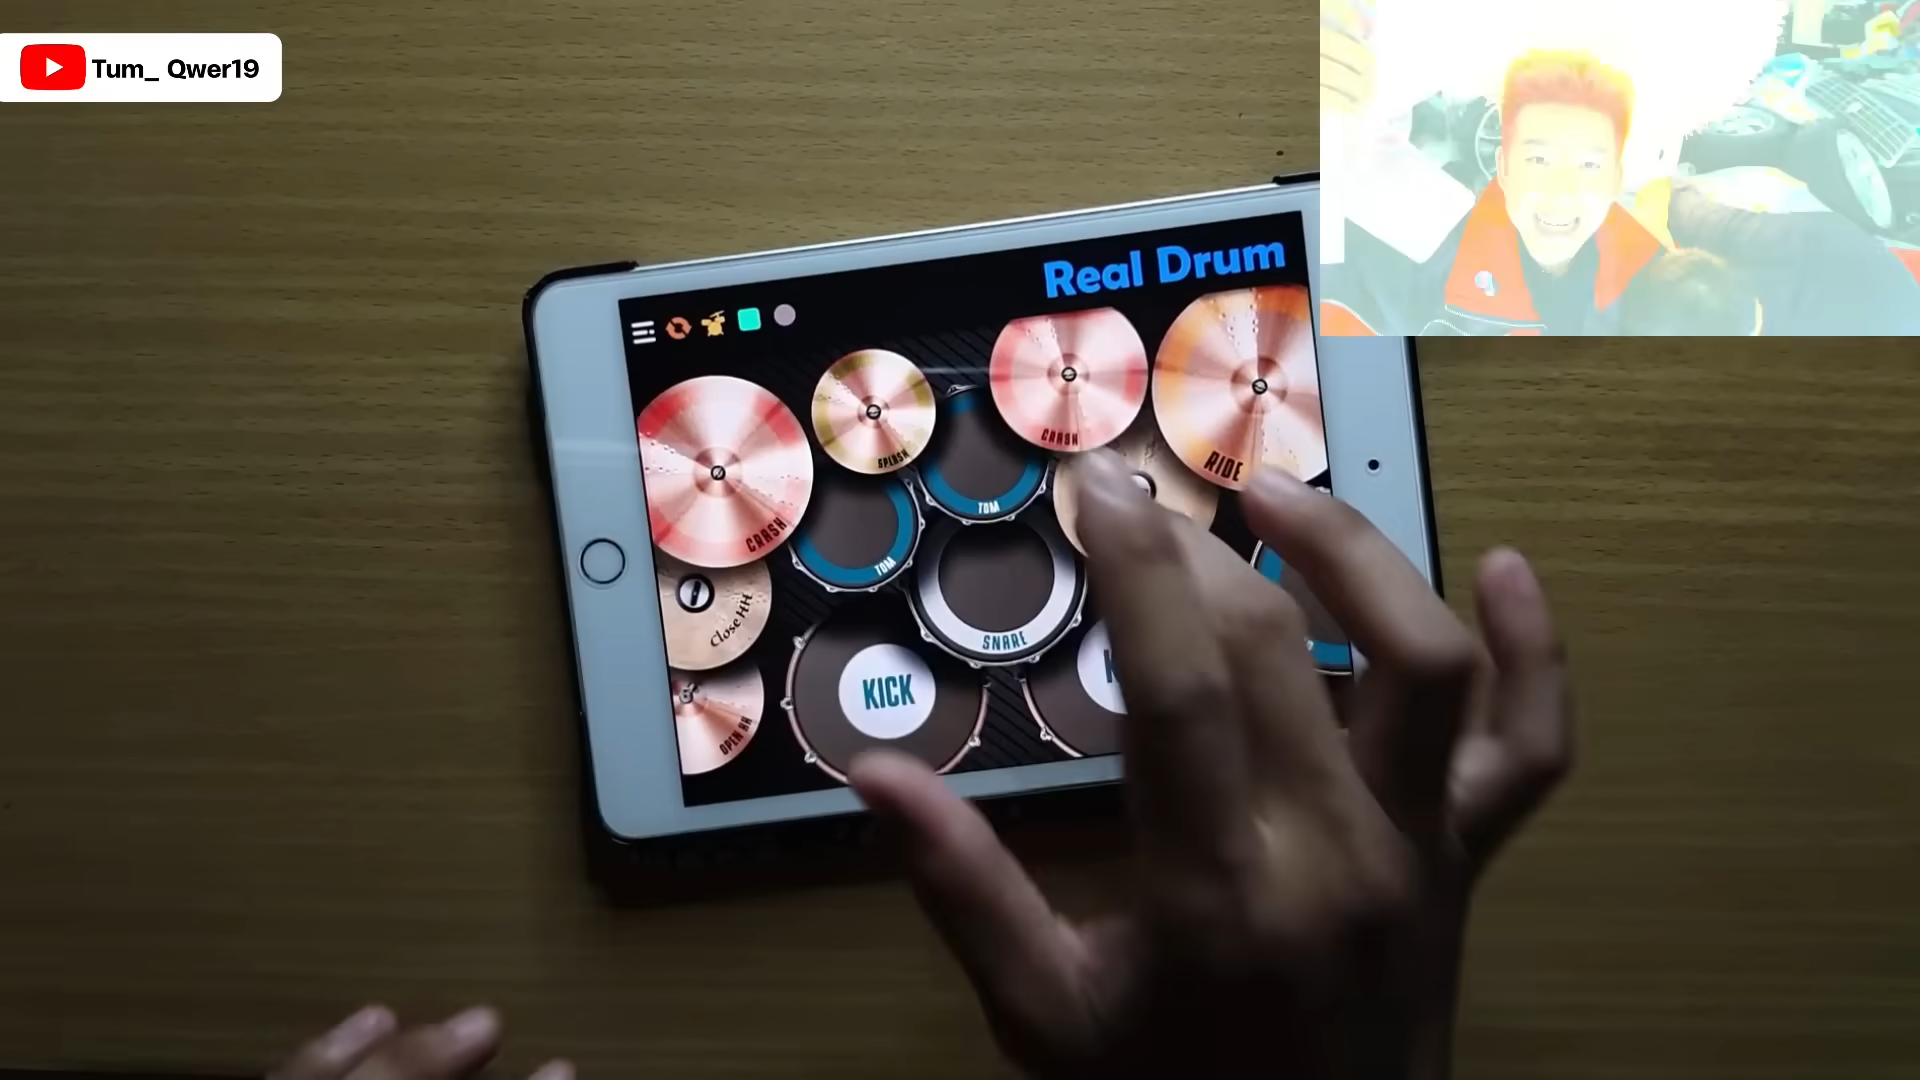 Tum_ Qwer19
Real Drum
CRASH
SPLASH
CRASH
RIDE
TOM
TOM
Close HH
SNARE
OPEN HH
KICK
K